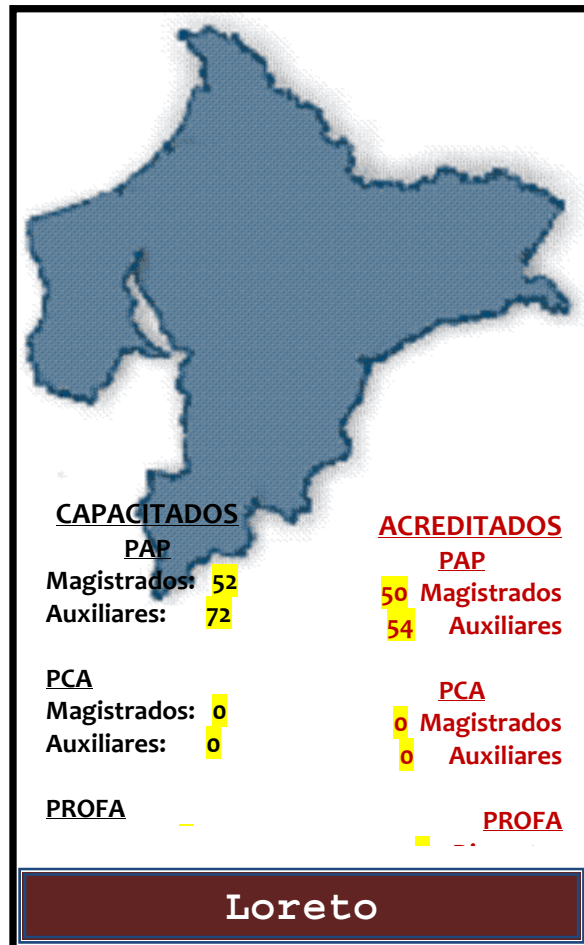 CAPACITADOS
PAP
Magistrados: 52
Auxiliares: 72
PCA
Magistrados: 0
Auxiliares: 0
PROFA
ACREDITADOS
PAP
50 Magistrados
54 Auxiliares
PCA
0 Magistrados
0 Auxiliares
PROFA
Loreto